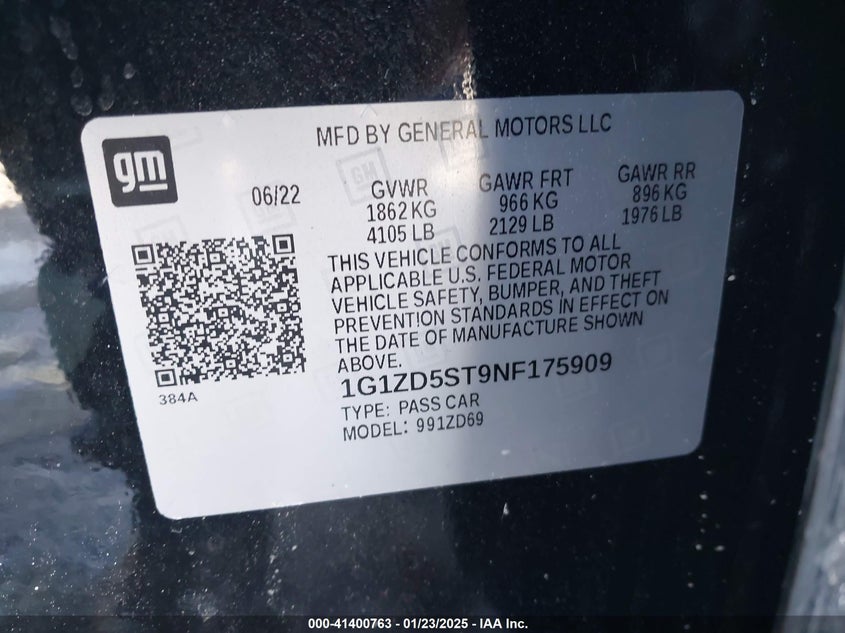 MFD BY GENERAL MOTORS LLC
gm
06/22
GVWR
1862 KG
4105 LB
GAWR FRT
966 KG
2129 LB
GAWR RR
896 KG
1976 LB
THIS VEHICLE CONFORMS TO ALL
APPLICABLE U.S. FEDERAL MOTOR
VEHICLE SAFETY, BUMPER, AND THEFT
PREVENTION STANDARDS IN EFFECT ON
THE DATE OF MANUFACTURE SHOWN
ABOVE.
1G1ZD5ST9NF175909
TYPE: PASS CAR
MODEL: 991ZD69
384A
000-41400763 - 01/23/2025 - IAA Inc.